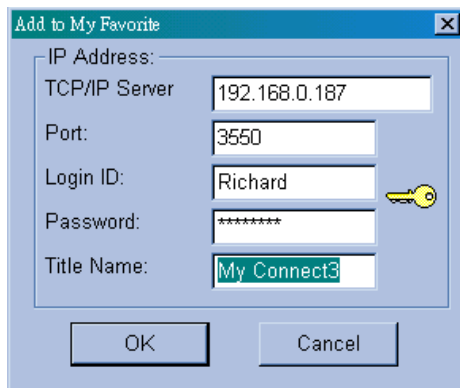 Add to My Favorite
IP Address:
TCP/IP Server 192.168.0.187
Port: 3550
Login ID: Richard
Password: ********
Title Name: My Connect3
OK Cancel